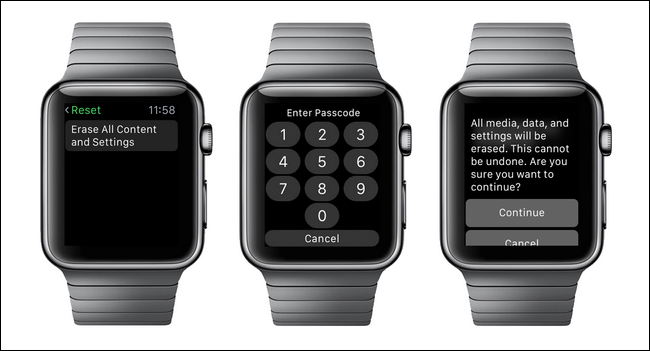 Reset 11:58
Erase All Content
and Settings
Enter Passcode
1 2 3
4 5 6
7 8 9
0
Cancel
All media, data, and
settings will be
erased. This cannot
be undone. Are you
sure you want to
continue?
Continue
Cancel